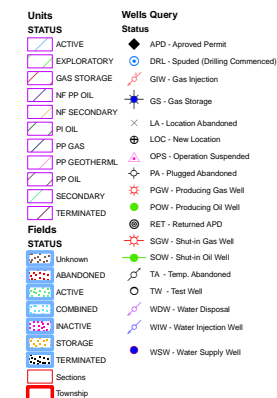 Units
STATUS
ACTIVE
EXPLORATORY
GAS STORAGE
NF PP OIL
NF SECONDARY
PI OIL
PP GAS
PP GEOTHERML
PP OIL
SECONDARY
TERMINATED
Fields
STATUS
Unknown
ABANDONED
ACTIVE
COMBINED
INACTIVE
STORAGE
TERMINATED
Sections
Township
Wells Query
STATUS
APD - Aproved Permit
DRL - Spuded (Drilling Commenced)
GIW - Gas Injection
GS - Gas Storage
LA - Location Abandoned
LOC - New Location
OPS - Operation Suspended
PA - Plugged Abandoned
PGW - Producing Gas Well
POW - Producing Oil Well
RET - Returned APD
SGW - Shut-in Gas Well
SOW - Shut-in Oil Well
TA - Temp. Abandoned
TW - Test Well
WDW - Water Disposal
WIW - Water Injection Well
WSW - Water Supply Well